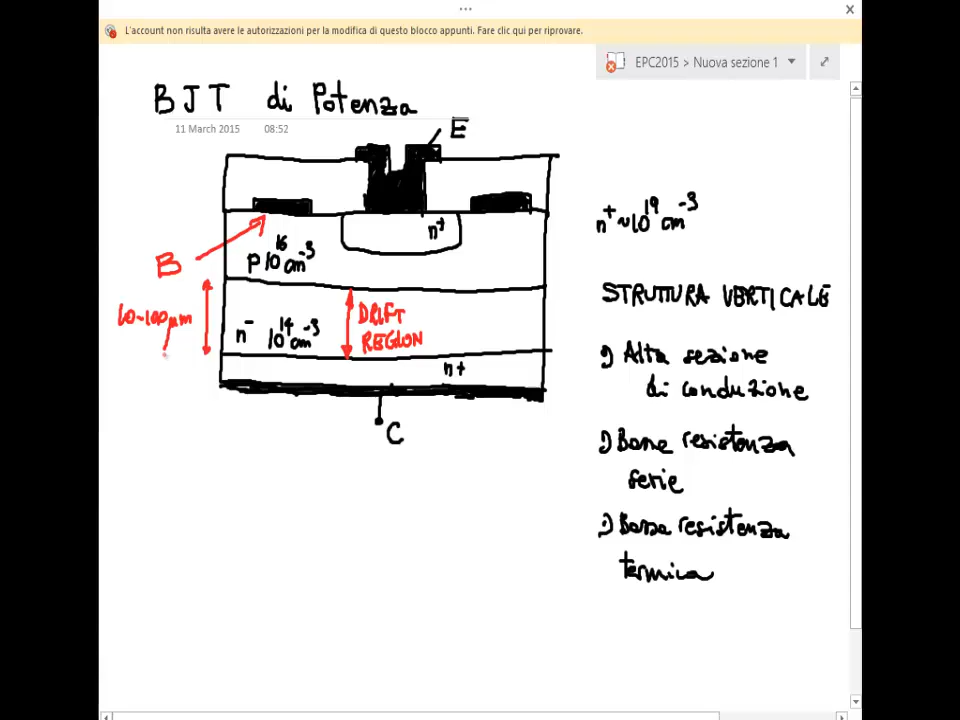 L'account non risulta avere le autorizzazioni per la modifica di questo blocco appunti. Fare clic qui per riprovare.
EPC2015 > Nuova sezione 1
BJT di Potenza
11 March 2015 08:52
E
n+
n+ ~10^19 cm^-3
B
p 10^16 cm^-3
STRUTTURA VERTICALE
10-100 μm
DRIFT
REGION
n- 10^14 cm^-3
n+
C
1) Alta sezione
di conduzione
2) Bassa resistenza
serie
3) Bassa resistenza
termica